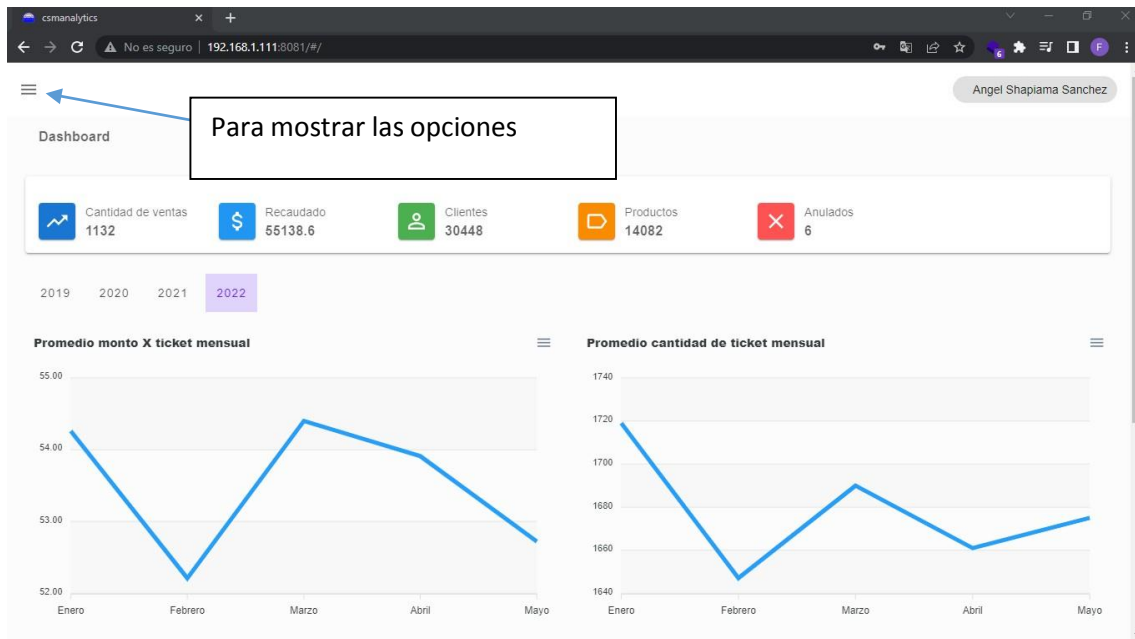 csmanalytics
No es seguro | 192.168.1.111:8081/#/
6
F
Angel Shapiama Sanchez
Para mostrar las opciones
Dashboard
Cantidad de ventas
1132
Recaudado
55138.6
Clientes
30448
Productos
14082
Anulados
6
2019 2020 2021 2022
Promedio monto X ticket mensual
55.00
54.00
53.00
52.00
Enero Febrero Marzo Abril Mayo
Promedio cantidad de ticket mensual
1740
1720
1700
1680
1660
1640
Enero Febrero Marzo Abril Mayo